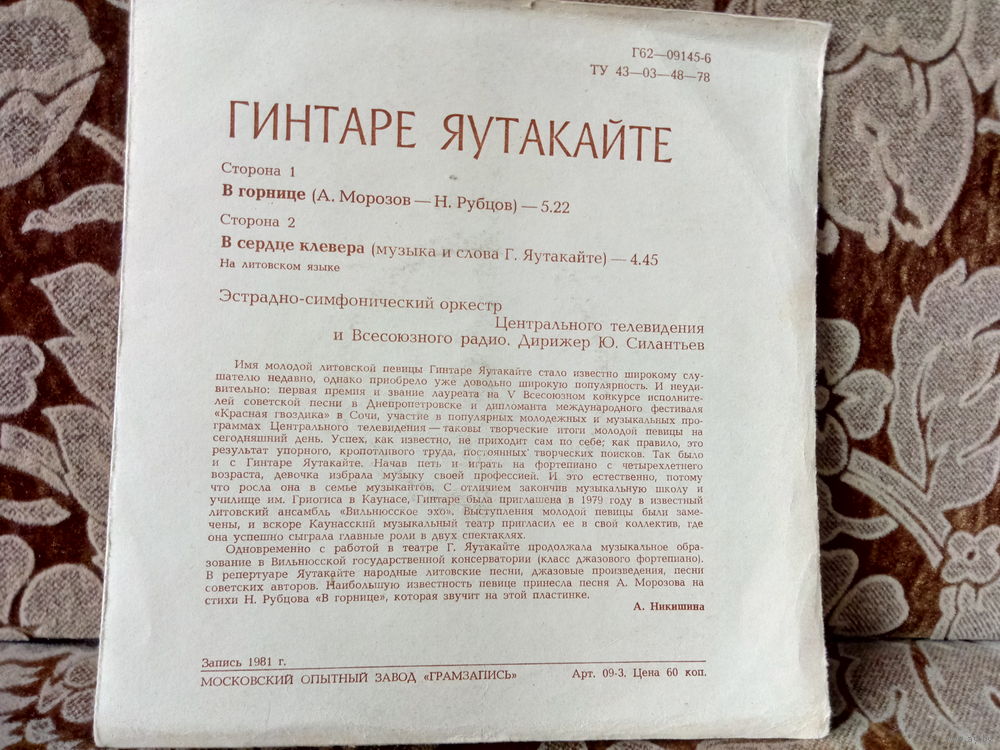 Г62—09145-6
ТУ 43—03—48—78
ГИНТАРЕ ЯУТАКАЙТЕ
Сторона 1
В горнице (А. Морозов — Н. Рубцов) — 5.22
Сторона 2
В сердце клевера (музыка и слова Г. Яутакайте) — 4.45
На литовском языке
Эстрадно-симфонический оркестр
Центрального телевидения
и Всесоюзного радио. Дирижер Ю. Силантьев
Имя молодой литовской певицы Гинтаре Яутакайте стало известно широкому слу-
шателю недавно, однако приобрело уже довольно широкую популярность. И неуди-
вительно: первая премия и звание лауреата на V Всесоюзном конкурсе исполните-
лей советской песни в Днепропетровске и дипломанта международного фестиваля
«Красная гвоздика» в Сочи, участие в популярных молодежных и музыкальных про-
граммах Центрального телевидения — таковы творческие итоги молодой певицы на
сегодняшний день. Успех, как известно, не приходит сам по себе; как правило, это
результат упорного, кропотливого труда, постоянных творческих поисков. Так было
и с Гинтаре Яутакайте. Начав петь и играть на фортепиано с четырехлетнего
возраста, девочка избрала музыку своей профессией. И это естественно, потому
что росла она в семье музыкантов. С отличием закончив музыкальную школу и
училище им. Гриогиса в Каунасе, Гинтаре была приглашена в 1979 году в известный
литовский ансамбль «Вильнюсское эхо». Выступления молодой певицы были заме-
чены, и вскоре Каунасский музыкальный театр пригласил ее в свой коллектив, где
она успешно сыграла главные роли в двух спектаклях.
Одновременно с работой в театре Г. Яутакайте продолжала музыкальное обра-
зование в Вильнюсской государственной консерватории (класс джазового фортепиано).
В репертуаре Яутакайте народные литовские песни, джазовые произведения, песни
советских авторов. Наибольшую известность певице принесла песня А. Морозова на
стихи Н. Рубцова «В горнице», которая звучит на этой пластинке.
А. Никишина
Запись 1981 г.
МОСКОВСКИЙ ОПЫТНЫЙ ЗАВОД «ГРАМЗАПИСЬ» Арт. 09-3. Цена 60 коп.